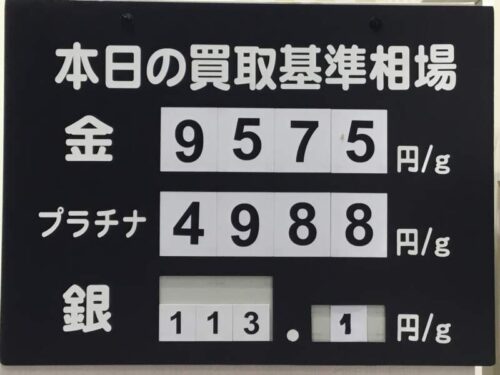 本日の買取基準相場
金 9575 円/g
プラチナ 4988 円/g
銀 113.1 円/g